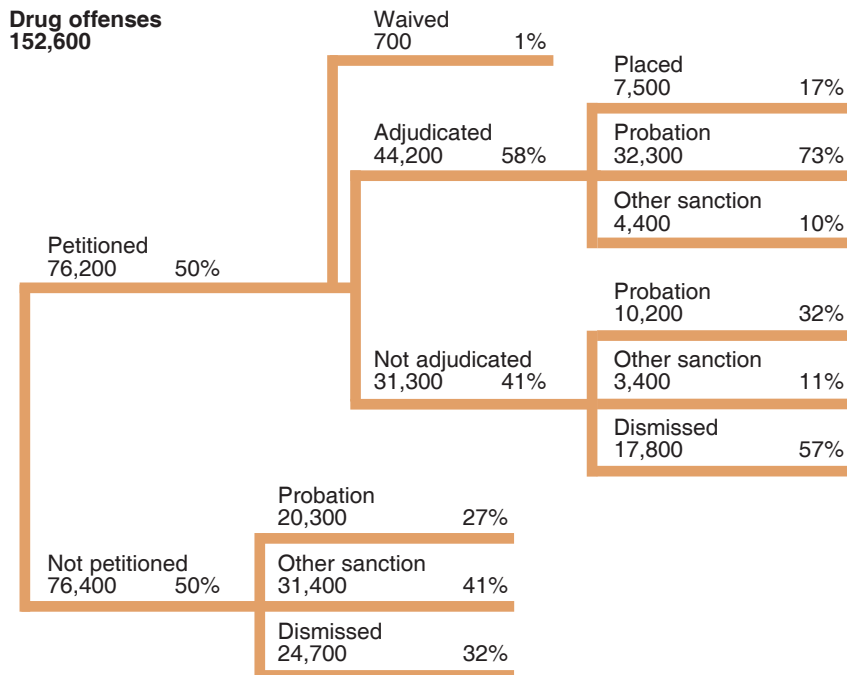 Drug offenses
152,600
Waived
700 1%
Placed
7,500 17%
Adjudicated
44,200 58%
Probation
32,300 73%
Other sanction
4,400 10%
Petitioned
76,200 50%
Probation
10,200 32%
Not adjudicated
31,300 41%
Other sanction
3,400 11%
Dismissed
17,800 57%
Probation
20,300 27%
Not petitioned
76,400 50%
Other sanction
31,400 41%
Dismissed
24,700 32%